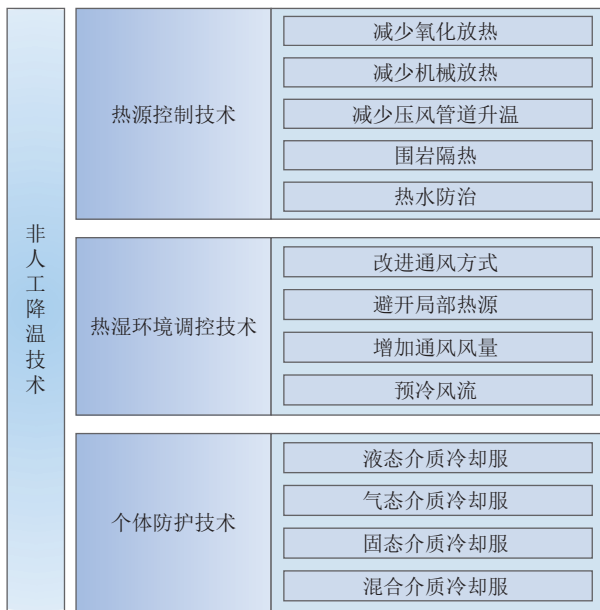 非人工降温技术
热源控制技术
减少氧化放热
减少机械放热
减少压风管道升温
围岩隔热
热水防治
热湿环境调控技术
改进通风方式
避开局部热源
增加通风风量
预冷风流
个体防护技术
液态介质冷却服
气态介质冷却服
固态介质冷却服
混合介质冷却服